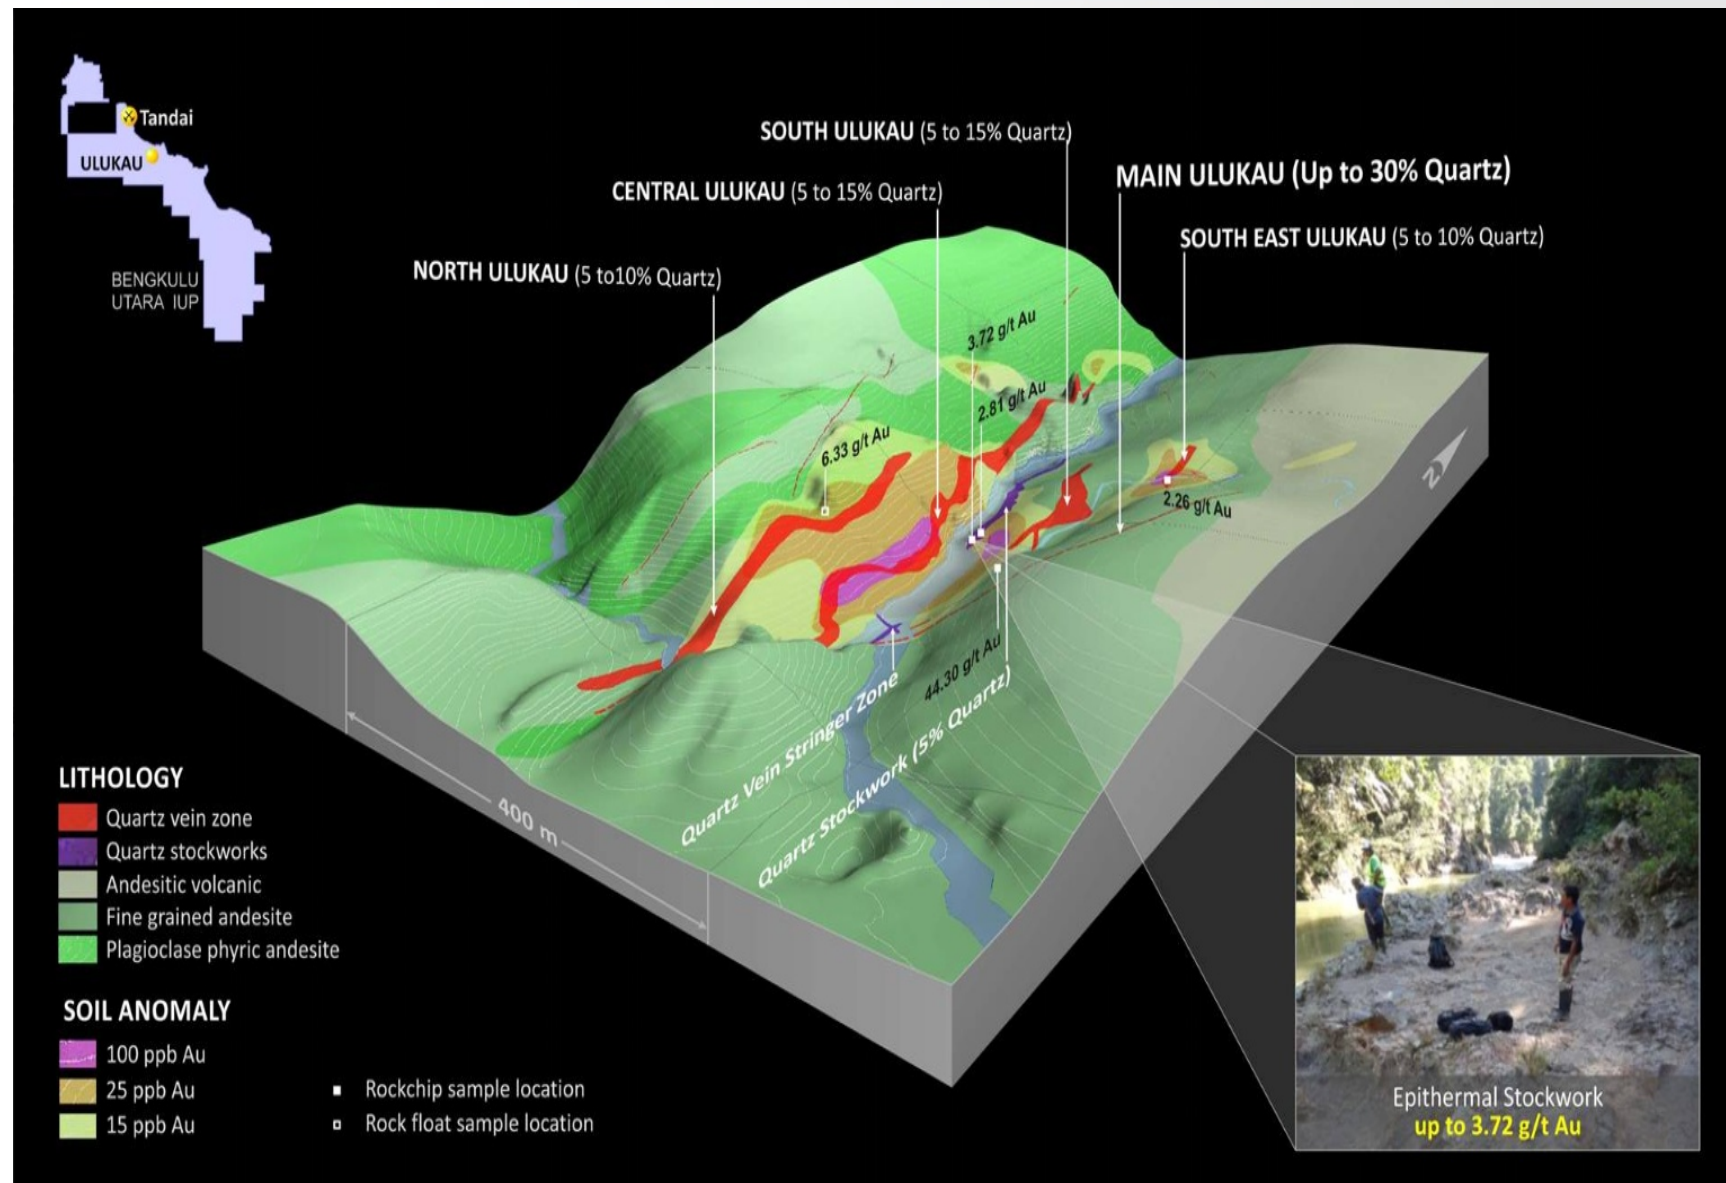 Tandai
ULUKAU
BENGKULU
UTARA IUP
SOUTH ULUKAU (5 to 15% Quartz)
MAIN ULUKAU (Up to 30% Quartz)
CENTRAL ULUKAU (5 to 15% Quartz)
SOUTH EAST ULUKAU (5 to 10% Quartz)
NORTH ULUKAU (5 to10% Quartz)
3.72 g/t Au
2.81 g/t Au
6.33 g/t Au
2.26 g/t Au
N
44.30 g/t Au
Quartz Vein Stringer Zone
Quartz Stockwork (5% Quartz)
400 m
LITHOLOGY
Quartz vein zone
Quartz stockworks
Andesitic volcanic
Fine grained andesite
Plagioclase phyric andesite
SOIL ANOMALY
100 ppb Au
25 ppb Au
15 ppb Au
Rockchip sample location
Rock float sample location
Epithermal Stockwork
up to 3.72 g/t Au